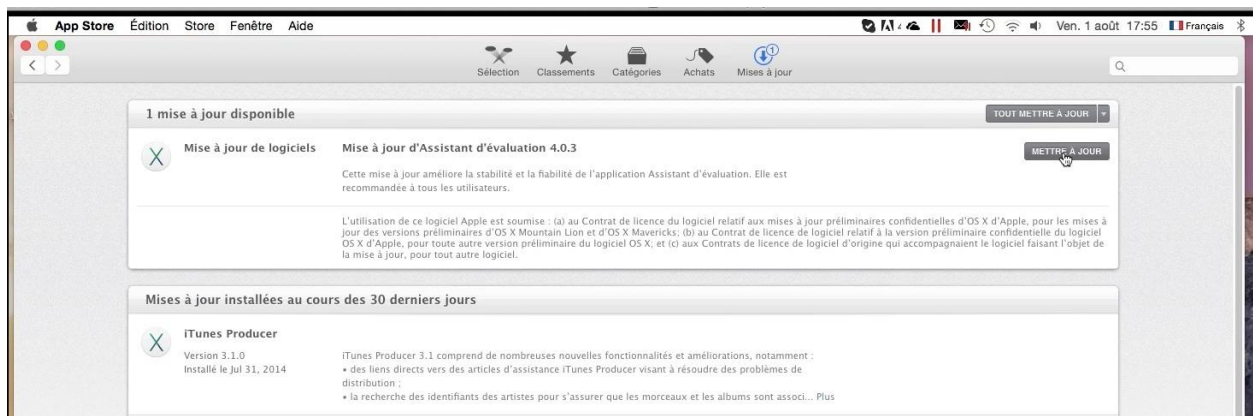 App Store Édition Store Fenêtre Aide Ven. 1 août 17:55 Français
Sélection Classements Catégories Achats Mises à jour
1
1 mise à jour disponible
TOUT METTRE À JOUR
Mise à jour de logiciels
Mise à jour d'Assistant d'évaluation 4.0.3
METTRE À JOUR
Cette mise à jour améliore la stabilité et la fiabilité de l'application Assistant d'évaluation. Elle est
recommandée à tous les utilisateurs.
L'utilisation de ce logiciel Apple est soumise : (a) au Contrat de licence du logiciel relatif aux mises à jour préliminaires confidentielles d'OS X d'Apple, pour les mises à
jour des versions préliminaires d'OS X Mountain Lion et d'OS X Mavericks; (b) au Contrat de licence de logiciel relatif à la version préliminaire confidentielle du logiciel
OS X d'Apple, pour toute autre version préliminaire du logiciel OS X; et (c) aux Contrats de licence de logiciel d'origine qui accompagnaient le logiciel faisant l'objet de
la mise à jour, pour tout autre logiciel.
Mises à jour installées au cours des 30 derniers jours
iTunes Producer
Version 3.1.0
Installé le Jul 31, 2014
iTunes Producer 3.1 comprend de nombreuses nouvelles fonctionnalités et améliorations, notamment :
• des liens directs vers des articles d'assistance iTunes Producer visant à résoudre des problèmes de
distribution ;
• la recherche des identifiants des artistes pour s'assurer que les morceaux et les albums sont associ... Plus